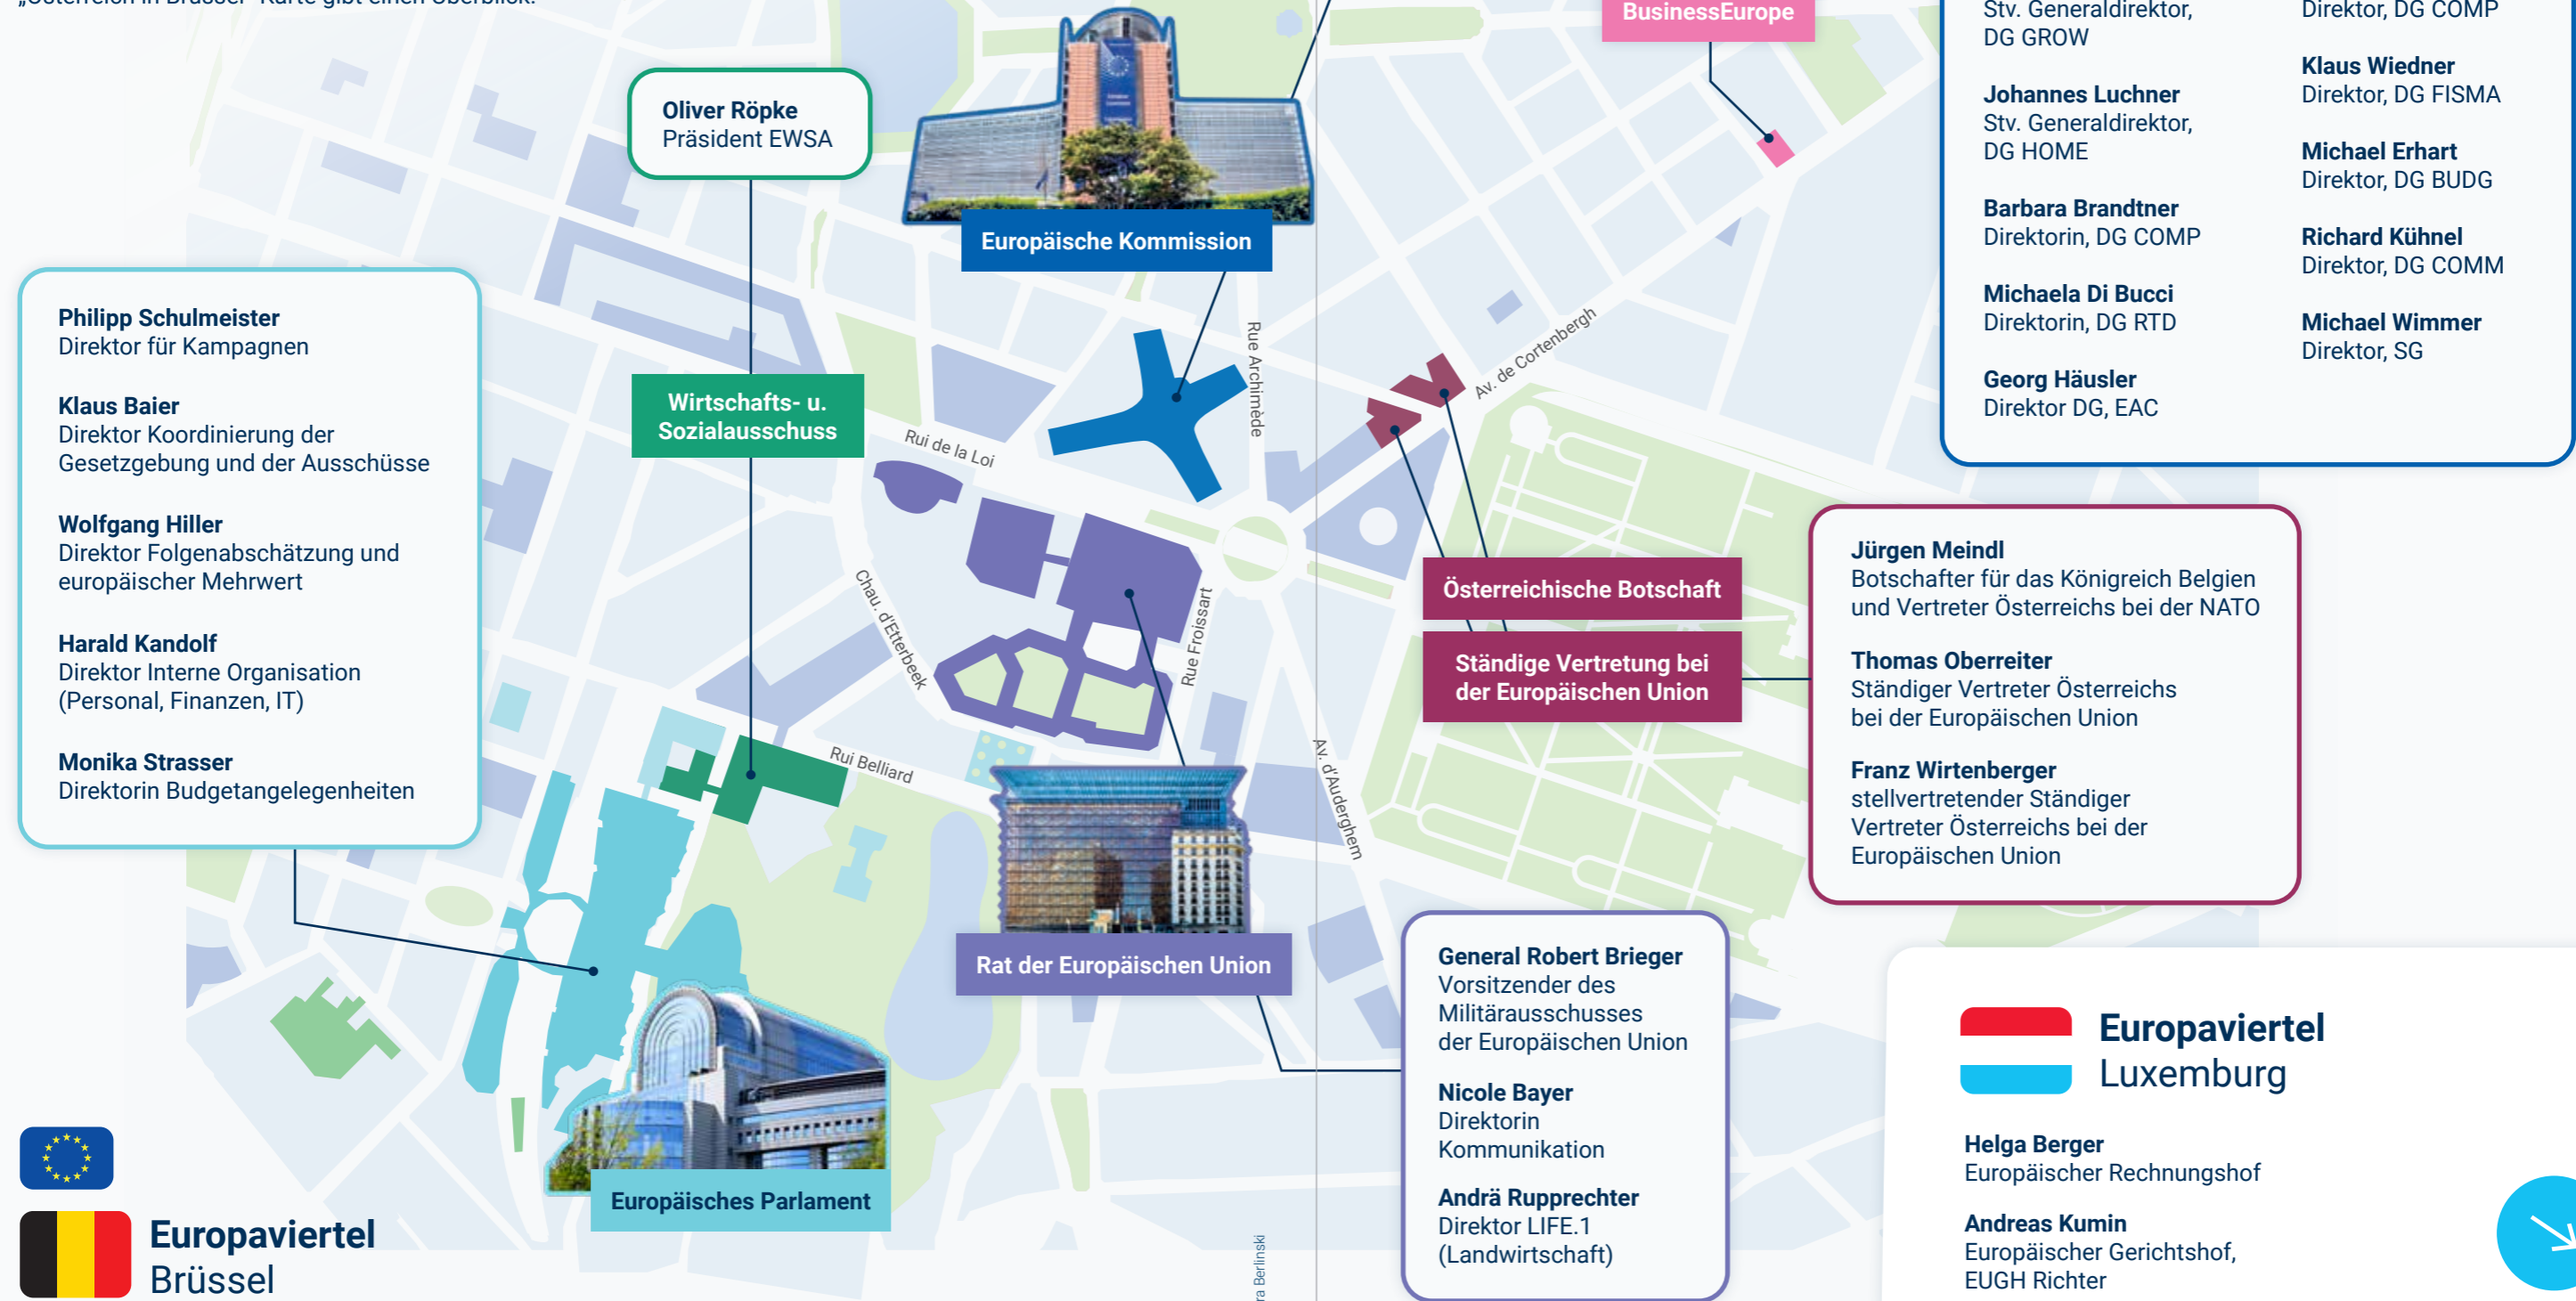 „Österreich in Brüssel“ Karte gibt einen Überblick.
BusinessEurope
Stv. Generaldirektor,
DG GROW
Johannes Luchner
Stv. Generaldirektor,
DG HOME
Barbara Brandtner
Direktorin, DG COMP
Michaela Di Bucci
Direktorin, DG RTD
Georg Häusler
Direktor DG, EAC
Direktor, DG COMP
Klaus Wiedner
Direktor, DG FISMA
Michael Erhart
Direktor, DG BUDG
Richard Kühnel
Direktor, DG COMM
Michael Wimmer
Direktor, SG
Oliver Röpke
Präsident EWSA
Europäische Kommission
Philipp Schulmeister
Direktor für Kampagnen
Klaus Baier
Direktor Koordinierung der
Gesetzgebung und der Ausschüsse
Wolfgang Hiller
Direktor Folgenabschätzung und
europäischer Mehrwert
Harald Kandolf
Direktor Interne Organisation
(Personal, Finanzen, IT)
Monika Strasser
Direktorin Budgetangelegenheiten
Wirtschafts- u.
Sozialausschuss
Rue Archimède
Av. de Cortenbergh
Rui de la Loi
Chau. d'Etterbeek
Rue Froissart
Rui Belliard
Av. d'Auderghem
Österreichische Botschaft
Ständige Vertretung bei
der Europäischen Union
Jürgen Meindl
Botschafter für das Königreich Belgien
und Vertreter Österreichs bei der NATO
Thomas Oberreiter
Ständiger Vertreter Österreichs
bei der Europäischen Union
Franz Wirtenberger
stellvertretender Ständiger
Vertreter Österreichs bei der
Europäischen Union
Rat der Europäischen Union
General Robert Brieger
Vorsitzender des
Militärausschusses
der Europäischen Union
Nicole Bayer
Direktorin
Kommunikation
Andrä Rupprechter
Direktor LIFE.1
(Landwirtschaft)
Europäisches Parlament
Europaviertel
Brüssel
ra Berlinski
Europaviertel
Luxemburg
Helga Berger
Europäischer Rechnungshof
Andreas Kumin
Europäischer Gerichtshof,
EUGH Richter